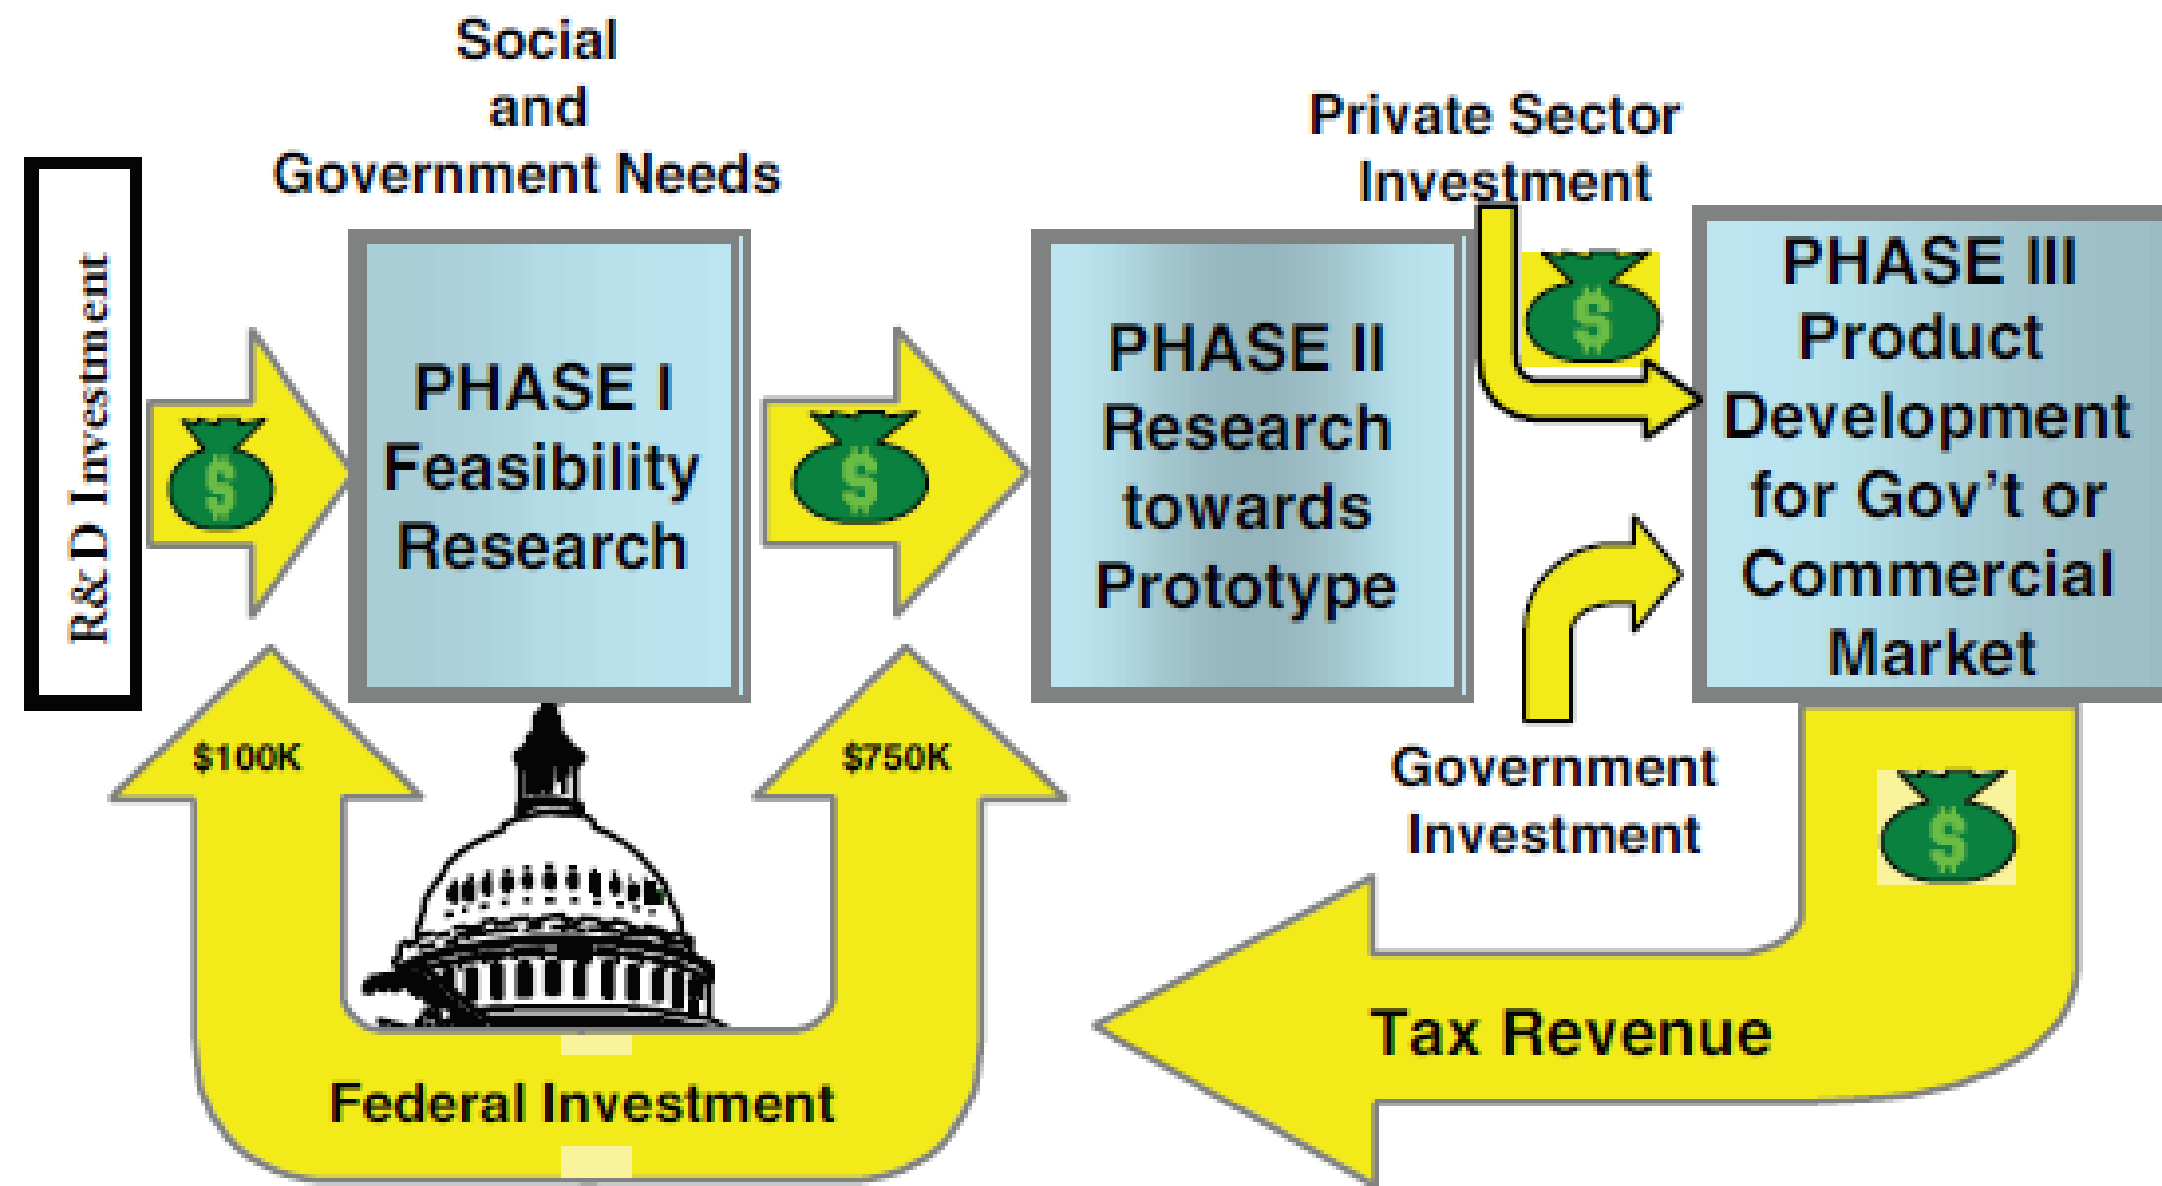 Social
and
Government Needs
Private Sector
Investment
R&D Investment
$
PHASE I
Feasibility
Research
$
PHASE II
Research
towards
Prototype
$
PHASE III
Product
Development
for Gov't or
Commercial
Market
$100K
$750K
Government
Investment
$
Tax Revenue
Federal Investment